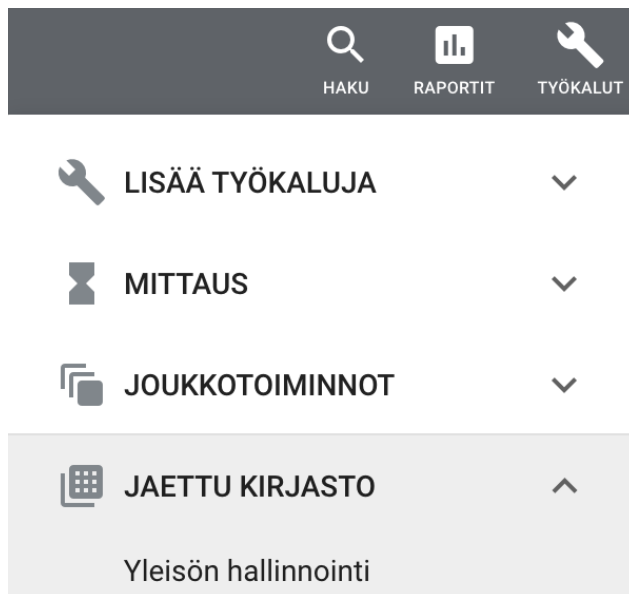 HAKU RAPORTIT TYÖKALUT
LISÄÄ TYÖKALUJA
MITTAUS
JOUKKOTOIMINNOT
JAETTU KIRJASTO
Yleisön hallinnointi